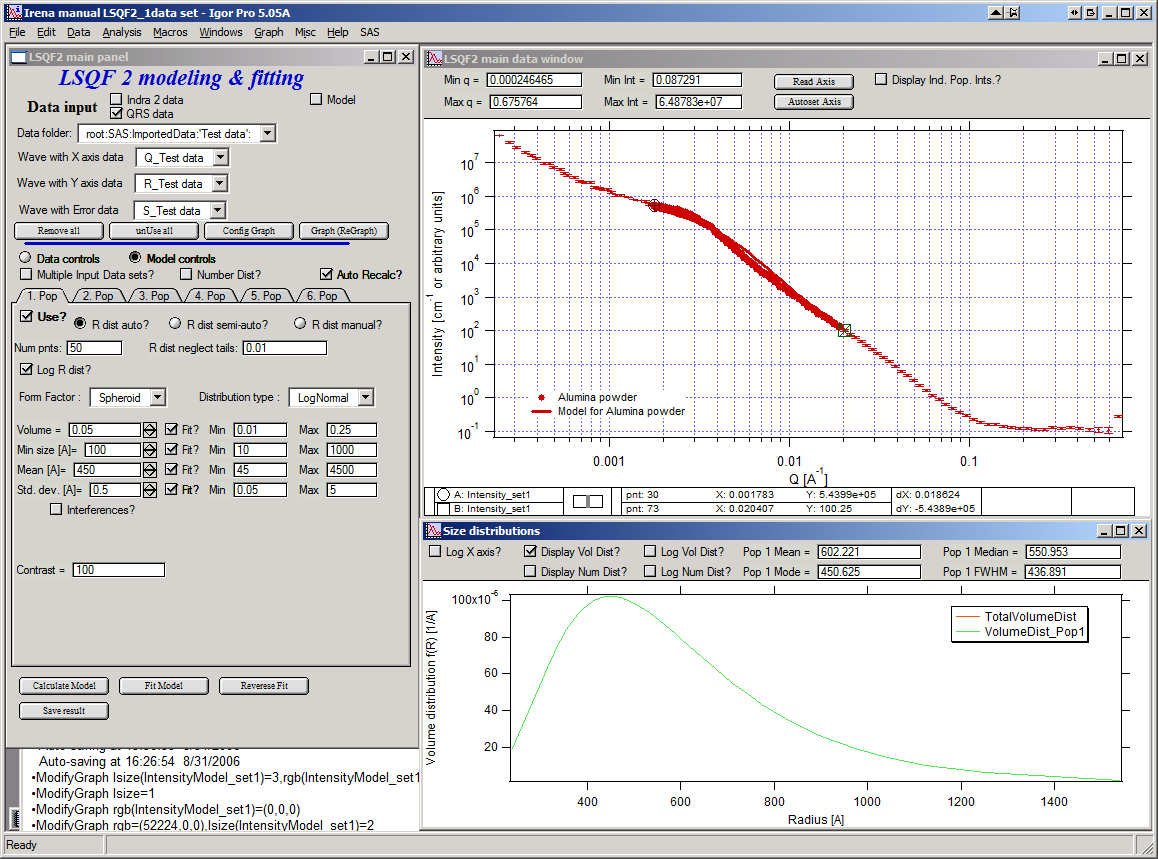 Irena manual LSQF2_1data set - Igor Pro 5.05A
File Edit Data Analysis Macros Windows Graph Misc Help SAS
LSQF2 main panel
LSQF 2 modeling & fitting
Data input
Indra 2 data
Model
QRS data
Data folder: root:SAS:ImportedData:'Test data':
Wave with X axis data Q_Test data
Wave with Y axis data R_Test data
Wave with Error data S_Test data
Remove all unUse all Config Graph Graph (ReGraph)
Data controls Model controls
Multiple Input Data sets? Number Dist? Auto Recalc?
1. Pop 2. Pop 3. Pop 4. Pop 5. Pop 6. Pop
Use? R dist auto? R dist semi-auto? R dist manual?
Num pnts: 50 R dist neglect tails: 0.01
Log R dist?
Form Factor : Spheroid Distribution type : LogNormal
Volume = 0.05 Fit? Min 0.01 Max 0.25
Min size [A]= 100 Fit? Min 10 Max 1000
Mean [A]= 450 Fit? Min 45 Max 4500
Std. dev. [A]= 0.5 Fit? Min 0.05 Max 5
Interferences?
Contrast = 100
Calculate Model Fit Model Reverese Fit
Save result
Auto-saving at 16:26:54 8/31/2006
•ModifyGraph lsize(IntensityModel_set1)=3,rgb(IntensityModel_set1
•ModifyGraph lsize=1
•ModifyGraph rgb(IntensityModel_set1)=(0,0,0)
•ModifyGraph rgb=(52224,0,0),lsize(IntensityModel_set1)=2
Ready
LSQF2 main data window
Min q = 0.000246465 Min Int = 0.087291 Read Axis Display Ind. Pop. Ints.?
Max q = 0.675764 Max Int = 6.48783e+07 Autoset Axis
Intensity [cm-1 or arbitrary units]
10^7
10^6
10^5
10^4
10^3
10^2
10^1
10^0
10^-1
Alumina powder
Model for Alumina powder
0.001 0.01 0.1
Q [A-1]
A: Intensity_set1 pnt: 30 X: 0.001783 Y: 5.4399e+05 dX: 0.018624
B: Intensity_set1 pnt: 73 X: 0.020407 Y: 100.25 dY: -5.4389e+05
Size distributions
Log X axis? Display Vol Dist? Log Vol Dist? Pop 1 Mean = 602.221 Pop 1 Median = 550.953
Display Num Dist? Log Num Dist? Pop 1 Mode = 450.625 Pop 1 FWHM = 436.891
Volume distribution f(R) [1/A]
100x10^-6
80
60
40
20
TotalVolumeDist
VolumeDist_Pop1
400 600 800 1000 1200 1400
Radius [A]